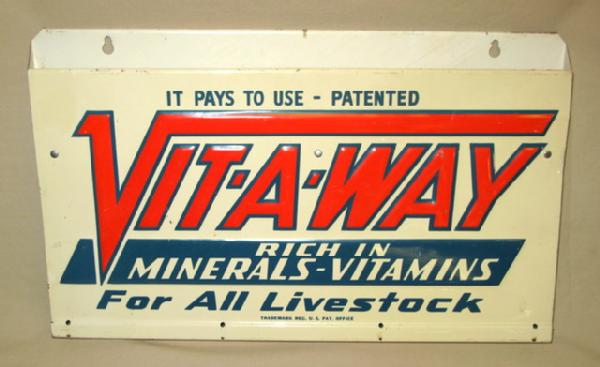 IT PAYS TO USE - PATENTED
VIT·A·WAY
RICH IN
MINERALS-VITAMINS
For All Livestock
TRADEMARK REG. U.S. PAT. OFFICE